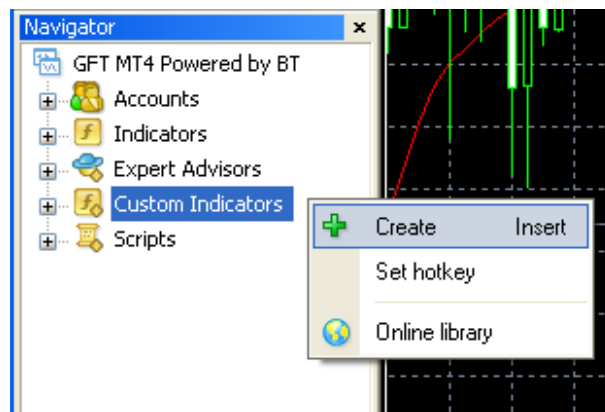 Navigator
GFT MT4 Powered by BT
Accounts
Indicators
Expert Advisors
Custom Indicators
Create Insert
Scripts
Set hotkey
Online library